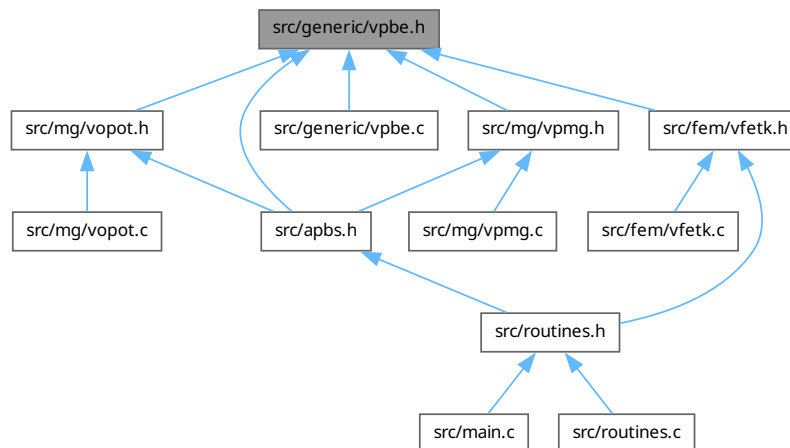 src/generic/vpbe.h
src/mg/vopot.h
src/generic/vpbe.c
src/mg/vpmg.h
src/fem/vfetk.h
src/mg/vopot.c
src/apbs.h
src/mg/vpmg.c
src/fem/vfetk.c
src/routines.h
src/main.c
src/routines.c